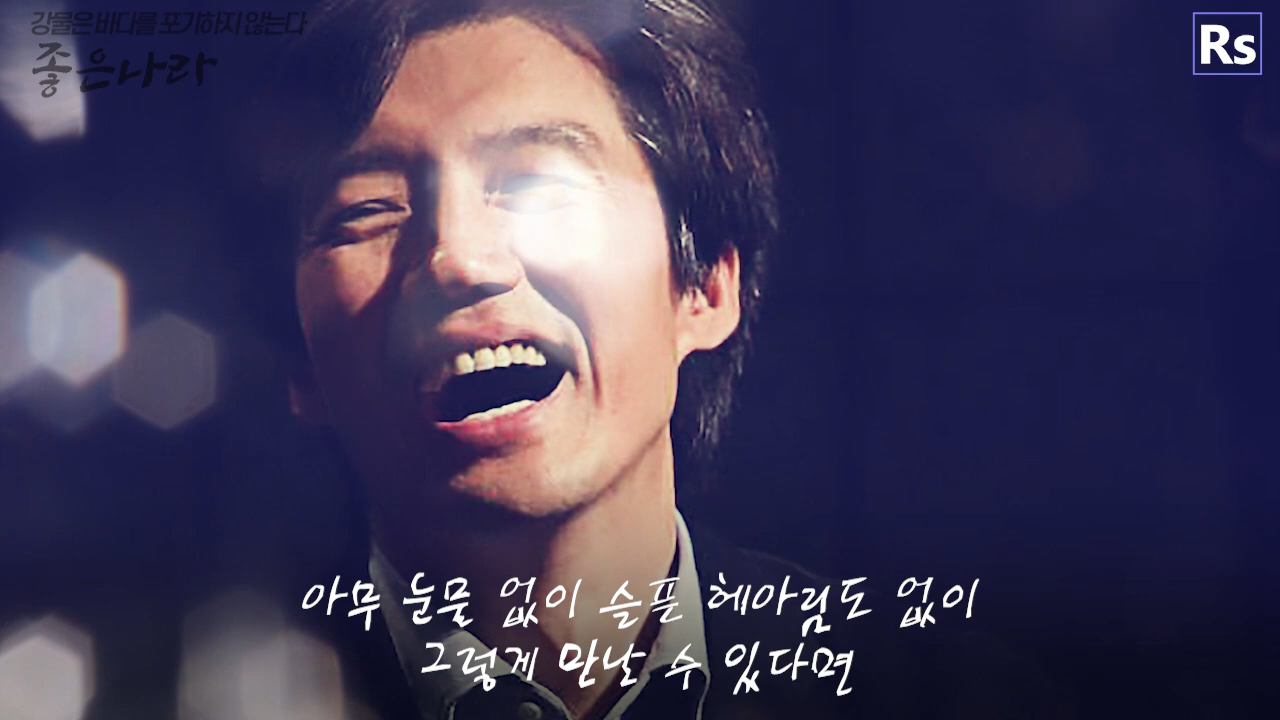 강물은 바다를 포기하지 않는다
좋은나라
Rs
아무 눈물 없이 슬픈 헤아림도 없이
그렇게 만날 수 있다면